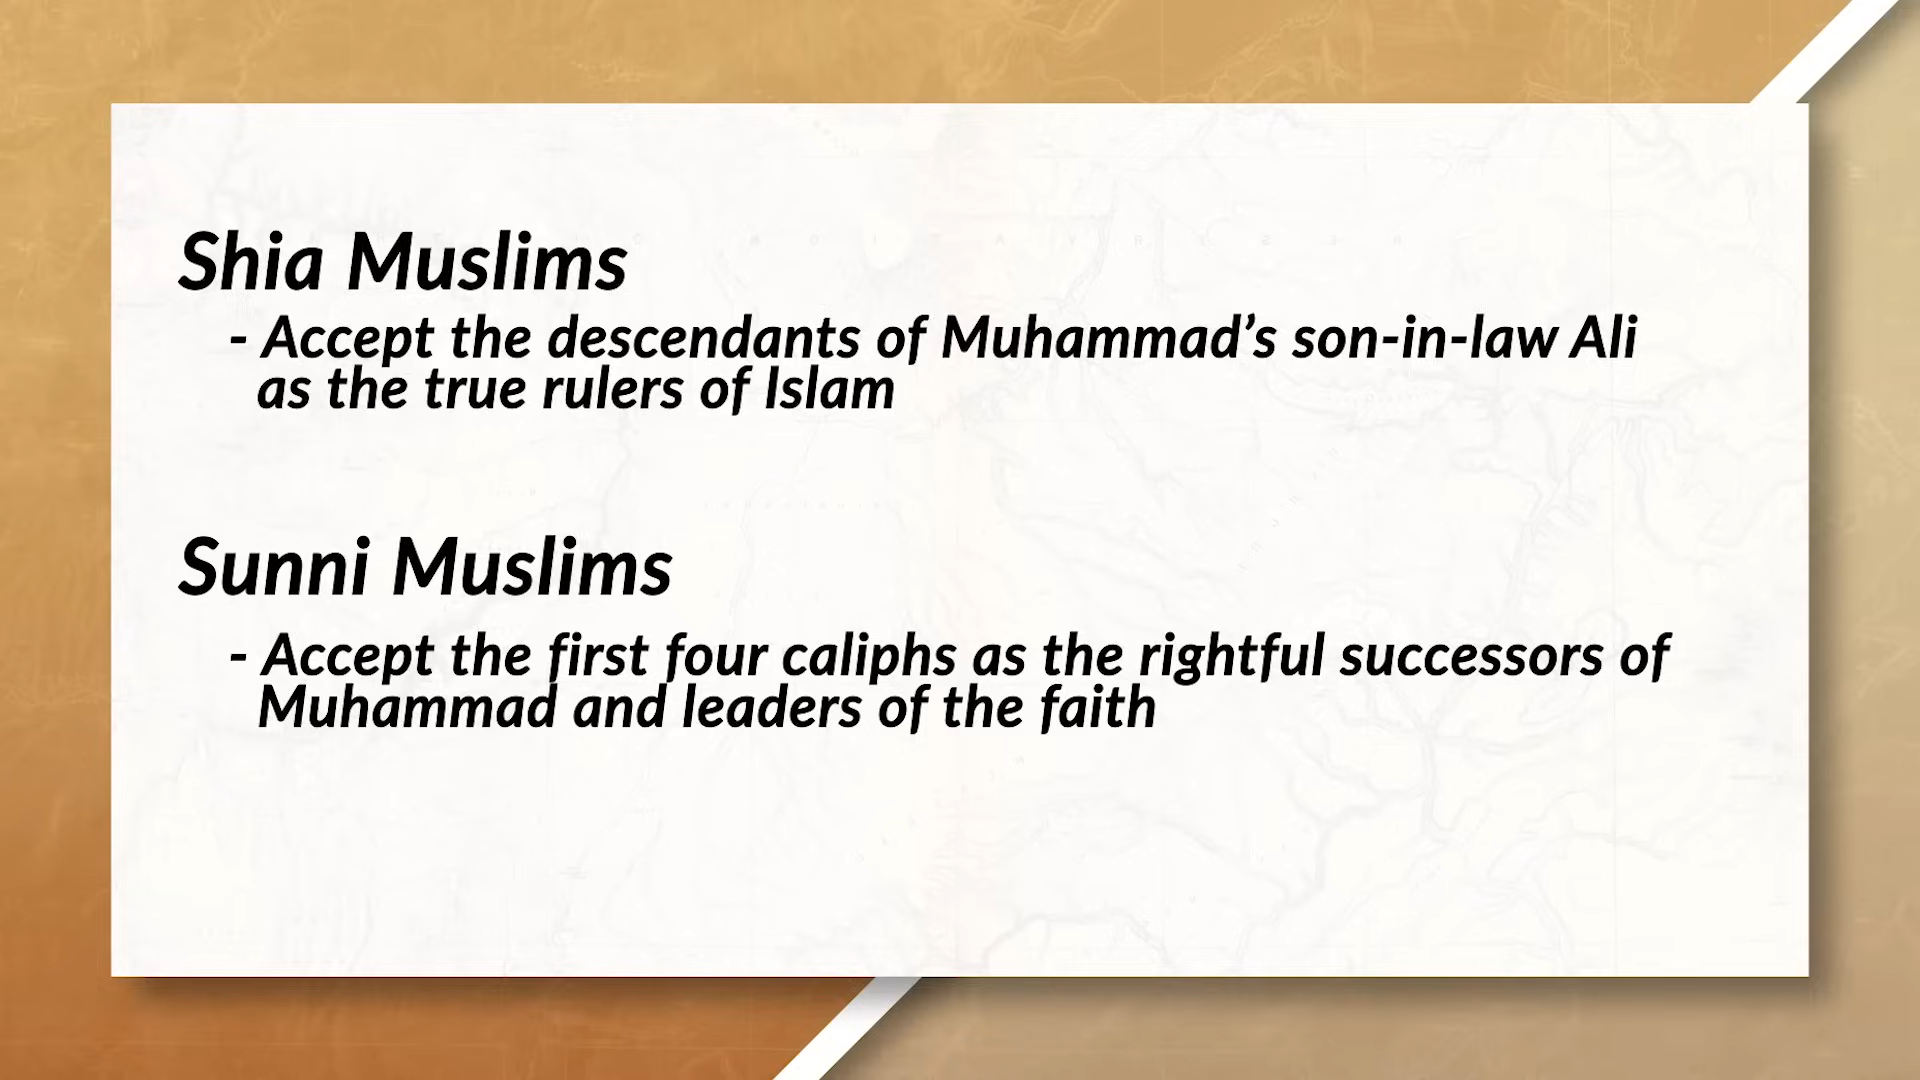 Shia Muslims
- Accept the descendants of Muhammad’s son-in-law Ali
as the true rulers of Islam
Sunni Muslims
- Accept the first four caliphs as the rightful successors of
Muhammad and leaders of the faith